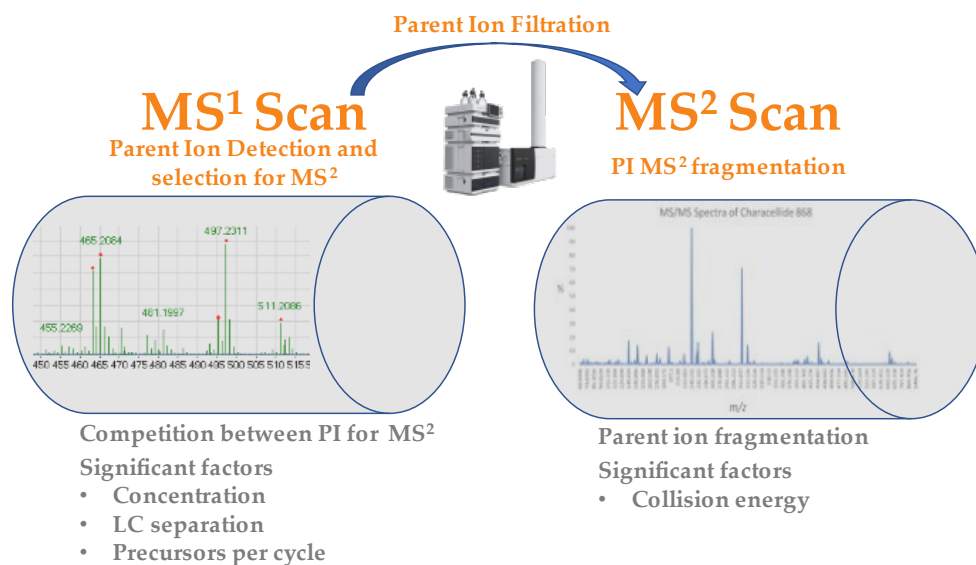 Parent Ion Filtration
MS¹ Scan
Parent Ion Detection and
selection for MS²
497.2311
465.2084
511.2086
461.1997
455.2269
450 455 460 465 470 475 480 485 490 495 500 505 510 515
Competition between PI for MS²
Significant factors
• Concentration
• LC separation
• Precursors per cycle
MS² Scan
PI MS² fragmentation
MS/MS Spectra of Characellide 868
%
m/z
Parent ion fragmentation
Significant factors
• Collision energy